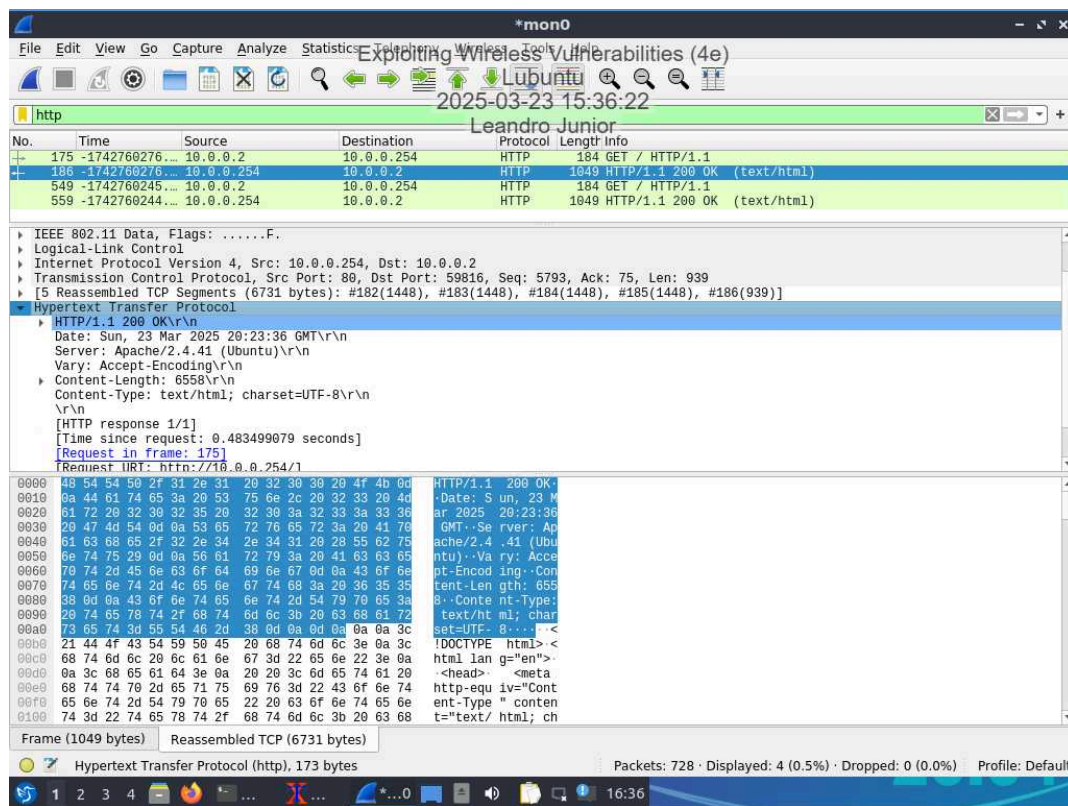 *mon0
File Edit View Go Capture Analyze Statistics Telephony Wireless Tools Help
Exploiting Wireless Vulnerabilities (4e)
Lubuntu
2025-03-23 15:36:22
Leandro Junior
http
No. Time Source Destination Protocol Length Info
175 -1742760276.… 10.0.0.2 10.0.0.254 HTTP 184 GET / HTTP/1.1
186 -1742760276.… 10.0.0.254 10.0.0.2 HTTP 1049 HTTP/1.1 200 OK (text/html)
549 -1742760245.… 10.0.0.2 10.0.0.254 HTTP 184 GET / HTTP/1.1
559 -1742760244.… 10.0.0.254 10.0.0.2 HTTP 1049 HTTP/1.1 200 OK (text/html)
IEEE 802.11 Data, Flags: ......F.
Logical-Link Control
Internet Protocol Version 4, Src: 10.0.0.254, Dst: 10.0.0.2
Transmission Control Protocol, Src Port: 80, Dst Port: 59816, Seq: 5793, Ack: 75, Len: 939
[5 Reassembled TCP Segments (6731 bytes): #182(1448), #183(1448), #184(1448), #185(1448), #186(939)]
Hypertext Transfer Protocol
HTTP/1.1 200 OK\r\n
Date: Sun, 23 Mar 2025 20:23:36 GMT\r\n
Server: Apache/2.4.41 (Ubuntu)\r\n
Vary: Accept-Encoding\r\n
Content-Length: 6558\r\n
Content-Type: text/html; charset=UTF-8\r\n
\r\n
[HTTP response 1/1]
[Time since request: 0.483499079 seconds]
[Request in frame: 175]
[Request URI: http://10.0.0.254/]
0000 48 54 54 50 2f 31 2e 31 20 32 30 30 20 4f 4b 0d HTTP/1.1 200 OK·
0010 0a 44 61 74 65 3a 20 53 75 6e 2c 20 32 33 20 4d ·Date: S un, 23 M
0020 61 72 20 32 30 32 35 20 32 30 3a 32 33 3a 33 36 ar 2025 20:23:36
0030 20 47 4d 54 0d 0a 53 65 72 76 65 72 3a 20 41 70 GMT··Se rver: Ap
0040 61 63 68 65 2f 32 2e 34 2e 34 31 20 28 55 62 75 ache/2.4 .41 (Ubu
0050 6e 74 75 29 0d 0a 56 61 72 79 3a 20 41 63 63 65 ntu)··Va ry: Acce
0060 70 74 2d 45 6e 63 6f 64 69 6e 67 0d 0a 43 6f 6e pt-Encod ing··Con
0070 74 65 6e 74 2d 4c 65 6e 67 74 68 3a 20 36 35 35 tent-Len gth: 655
0080 38 0d 0a 43 6f 6e 74 65 6e 74 2d 54 79 70 65 3a 8··Conte nt-Type:
0090 20 74 65 78 74 2f 68 74 6d 6c 3b 20 63 68 61 72 text/ht ml; char
00a0 73 65 74 3d 55 54 46 2d 38 0d 0a 0d 0a 0a 0a 3c set=UTF- 8······<
00b0 21 44 4f 43 54 59 50 45 20 68 74 6d 6c 3e 0a 3c !DOCTYPE html>·<
00c0 68 74 6d 6c 20 6c 61 6e 67 3d 22 65 6e 22 3e 0a html lan g="en">·
00d0 0a 3c 68 65 61 64 3e 0a 20 20 3c 6d 65 74 61 20 ·<head>· <meta
00e0 68 74 74 70 2d 65 71 75 69 76 3d 22 43 6f 6e 74 http-equ iv="Cont
00f0 65 6e 74 2d 54 79 70 65 22 20 63 6f 6e 74 65 6e ent-Type " conten
0100 74 3d 22 74 65 78 74 2f 68 74 6d 6c 3b 20 63 68 t="text/ html; ch
Frame (1049 bytes) Reassembled TCP (6731 bytes)
Hypertext Transfer Protocol (http), 173 bytes Packets: 728 · Displayed: 4 (0.5%) · Dropped: 0 (0.0%) Profile: Default
1 2 3 4 … … *…0 16:36